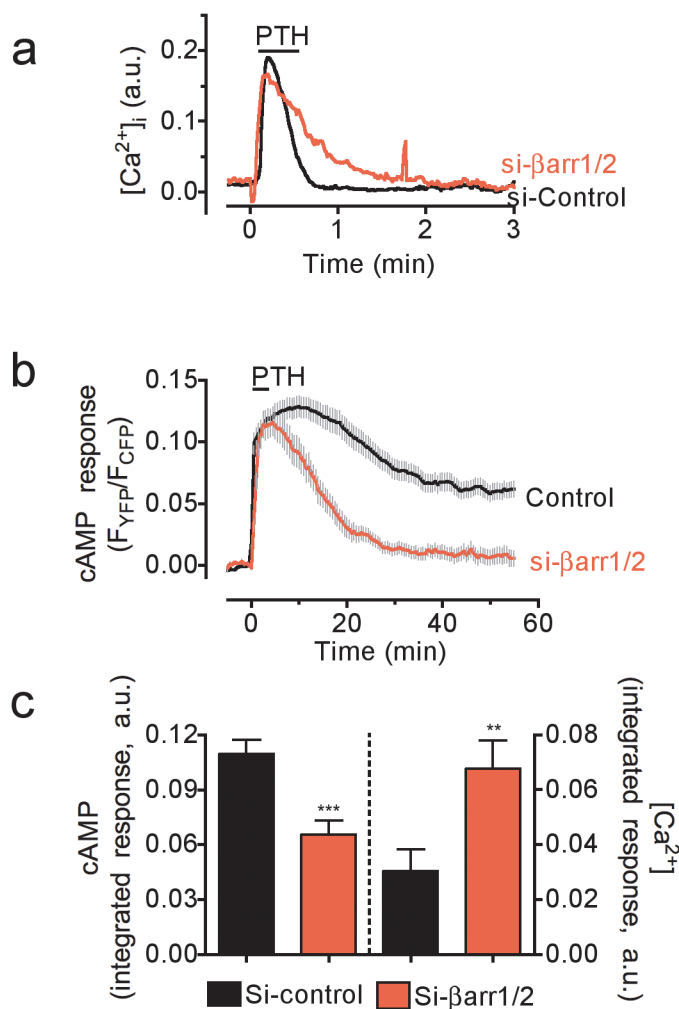 a
PTH
[Ca²⁺]ᵢ (a.u.)
0.2
0.1
0.0
si-βarr1/2
si-Control
0 1 2 3
Time (min)
b
PTH
cAMP response
(F_YFP/F_CFP)
0.15
0.10
0.05
0.00
Control
si-βarr1/2
0 20 40 60
Time (min)
c
cAMP
(integrated response, a.u.)
0.12
0.09
0.06
0.03
0.00
***
**
0.08
0.06
0.04
0.02
0.00
[Ca²⁺]
(integrated response, a.u.)
Si-control Si-βarr1/2